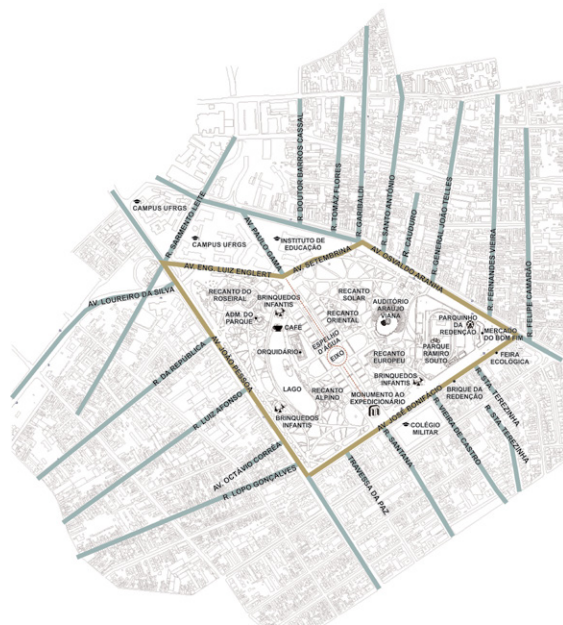 R. DOUTOR BARROS CASSAL
R. TOMÁZ FLORES
R. GARIBALDI
R. SANTO ANTÔNIO
R. CAUDURO
R. GENERAL JOÃO TELLES
R. FERNANDES VIEIRA
R. FELIPE CAMARÃO
CAMPUS UFRGS
R. SARMENTO LEITE
CAMPUS UFRGS
AV. PAULO GAMA
INSTITUTO DE
EDUCAÇÃO
AV. SETEMBRINA
AV. OSVALDO ARANHA
AV. ENG. LUIZ ENGLERT
AV. LOUREIRO DA SILVA
RECANTO DO
ROSEIRAL
BRINQUEDOS
INFANTIS
RECANTO
SOLAR
AUDITÓRIO
ARAÚJO
VIANA
ADM. DO
PARQUE
CAFÉ
RECANTO
ORIENTAL
PARQUINHO
DA
REDENÇÃO
MERCADO
DO BOM FIM
ESPELHO
D'ÁGUA
PARQUE
RAMIRO
SOUTO
ORQUIDÁRIO
EIXO
RECANTO
EUROPEU
FEIRA
ECOLÓGICA
R. DA REPÚBLICA
AV. JOÃO PESSOA
LAGO
RECANTO
ALPINO
BRINQUEDOS
INFANTIS
MONUMENTO AO
EXPEDICIONÁRIO
BRIQUE DA
REDENÇÃO
R. STA. TEREZINHA
R. STA. TEREZINHA
R. LUIZ AFONSO
BRINQUEDOS
INFANTIS
AV. JOSÉ BONIFÁCIO
COLÉGIO
MILITAR
R. VIEIRA DE CASTRO
R. SANTANA
AV. OCTÁVIO CORRÊA
R. LOPO GONÇALVES
TRAVESSA DA PAZ